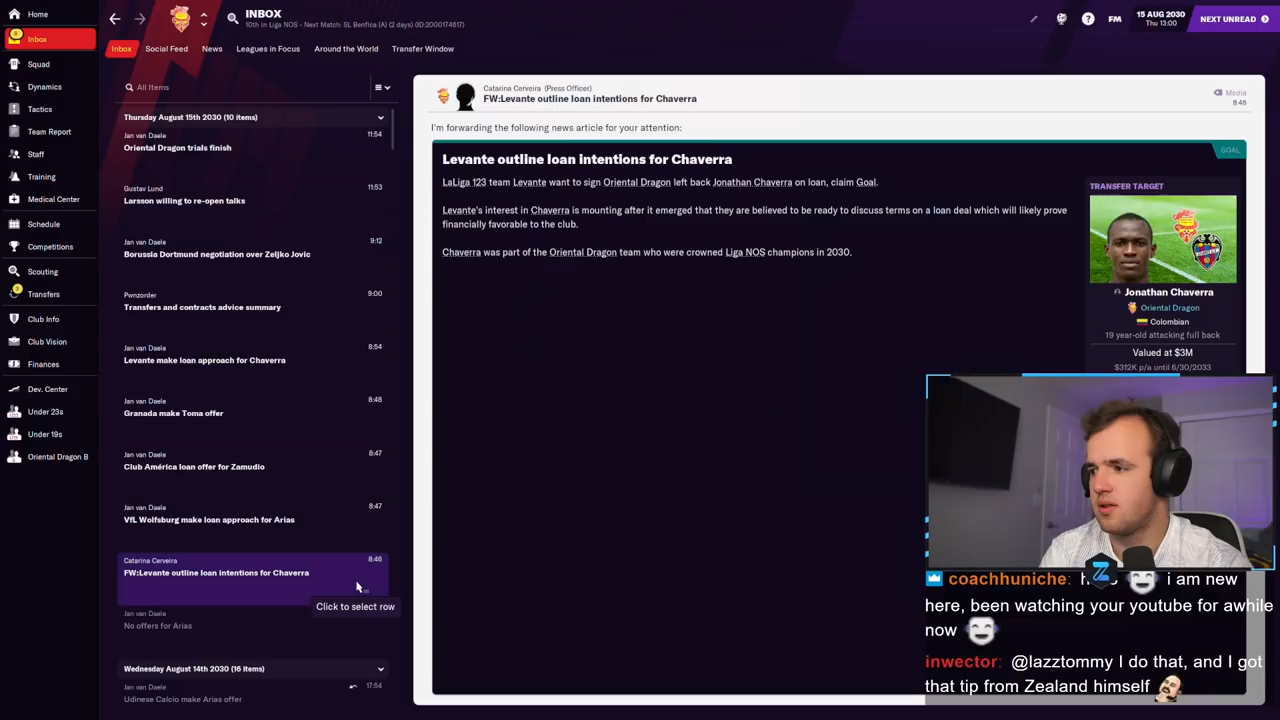 Home
INBOX
10th in Liga NOS - Next Match: SL Benfica (A) (2 days) (ID:2000174617)
FM
15 AUG 2030
Thu 13:00
NEXT UNREAD
8
Inbox
Inbox
Social Feed
News
Leagues in Focus
Around the World
Transfer Window
Squad
Dynamics
Tactics
Team Report
Staff
Training
Medical Center
Schedule
Competitions
Scouting
3
Transfers
Club Info
Club Vision
Finances
Dev. Center
Under 23s
Under 19s
Oriental Dragon B
All Items
Thursday August 15th 2030 (10 items)
Jan van Daele
11:54
Oriental Dragon trials finish
Gustav Lund
11:53
Larsson willing to re-open talks
Jan van Daele
9:12
Borussia Dortmund negotiation over Zeljko Jovic
Pwnzorder
9:00
Transfers and contracts advice summary
Jan van Daele
8:54
Levante make loan approach for Chaverra
Jan van Daele
8:48
Granada make Toma offer
Jan van Daele
8:47
Club América loan offer for Zamudio
Jan van Daele
8:47
VfL Wolfsburg make loan approach for Arias
Catarina Cerveira
8:46
FW:Levante outline loan intentions for Chaverra
Click to select row
Jan van Daele
No offers for Arias
Wednesday August 14th 2030 (16 items)
Jan van Daele
17:54
Udinese Calcio make Arias offer
Catarina Cerveira (Press Officer)
FW:Levante outline loan intentions for Chaverra
Media
8:46
I'm forwarding the following news article for your attention:
GOAL
Levante outline loan intentions for Chaverra
LaLiga 123 team Levante want to sign Oriental Dragon left back Jonathan Chaverra on loan, claim Goal.
Levante's interest in Chaverra is mounting after it emerged that they are believed to be ready to discuss terms on a loan deal which will likely prove
financially favorable to the club.
Chaverra was part of the Oriental Dragon team who were crowned Liga NOS champions in 2030.
TRANSFER TARGET
Jonathan Chaverra
Oriental Dragon
Colombian
19 year-old attacking full back
Valued at $3M
$312K p/a until 6/30/2033
coachhuniche:
i am new
here, been watching your youtube for awhile
now
inwector: @lazztommy I do that, and I got
that tip from Zealand himself